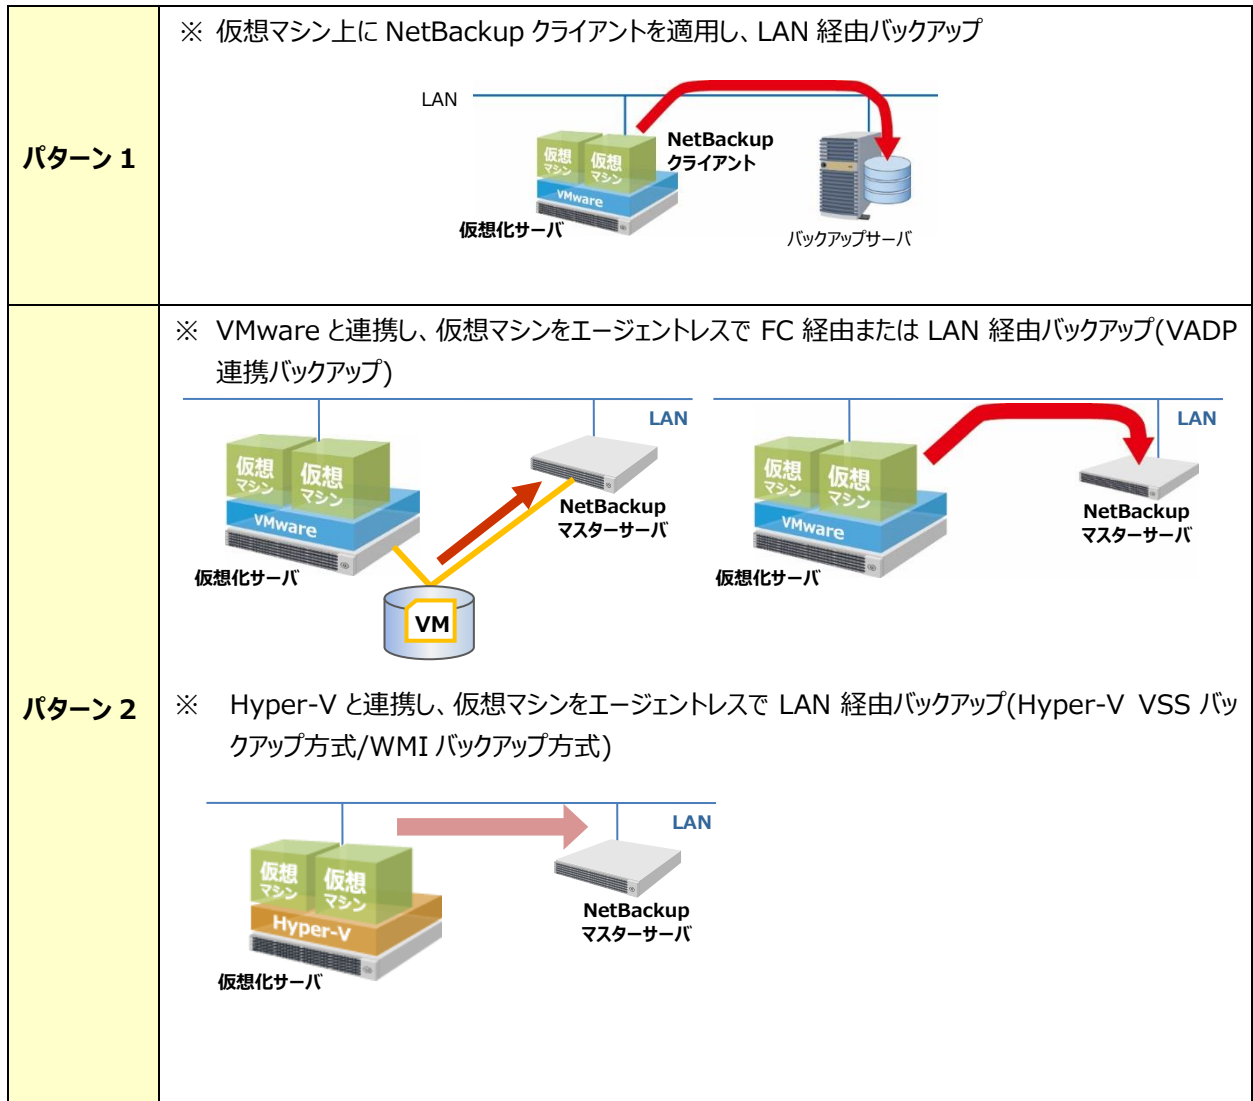 パターン 1
※ 仮想マシン上に NetBackup クライアントを適用し、LAN 経由バックアップ
LAN
NetBackup
クライアント
仮想
マシン
仮想
マシン
VMware
仮想化サーバ
バックアップサーバ
パターン 2
※ VMware と連携し、仮想マシンをエージェントレスで FC 経由または LAN 経由バックアップ(VADP
連携バックアップ)
LAN
仮想
マシン
仮想
マシン
VMware
NetBackup
マスターサーバ
仮想化サーバ
VM
LAN
仮想
マシン
仮想
マシン
VMware
NetBackup
マスターサーバ
仮想化サーバ
※ Hyper-V と連携し、仮想マシンをエージェントレスで LAN 経由バックアップ(Hyper-V VSS バッ
クアップ方式/WMI バックアップ方式)
LAN
仮想
マシン
仮想
マシン
Hyper-V
NetBackup
マスターサーバ
仮想化サーバ